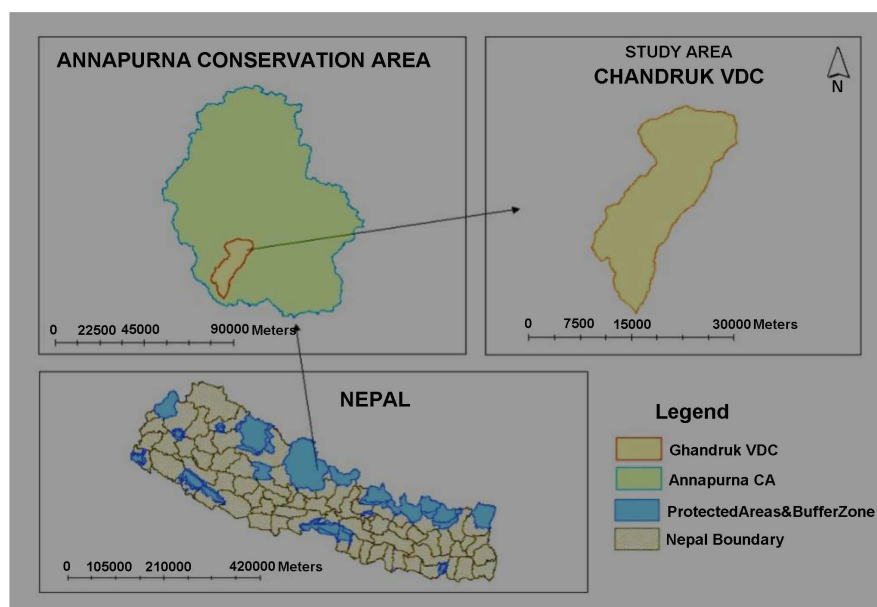 ANNAPURNA CONSERVATION AREA
0 22500 45000 90000 Meters
STUDY AREA
CHANDRUK VDC
N
0 7500 15000 30000 Meters
NEPAL
0 105000 210000 420000 Meters
Legend
Ghandruk VDC
Annapurna CA
ProtectedAreas&BufferZone
Nepal Boundary